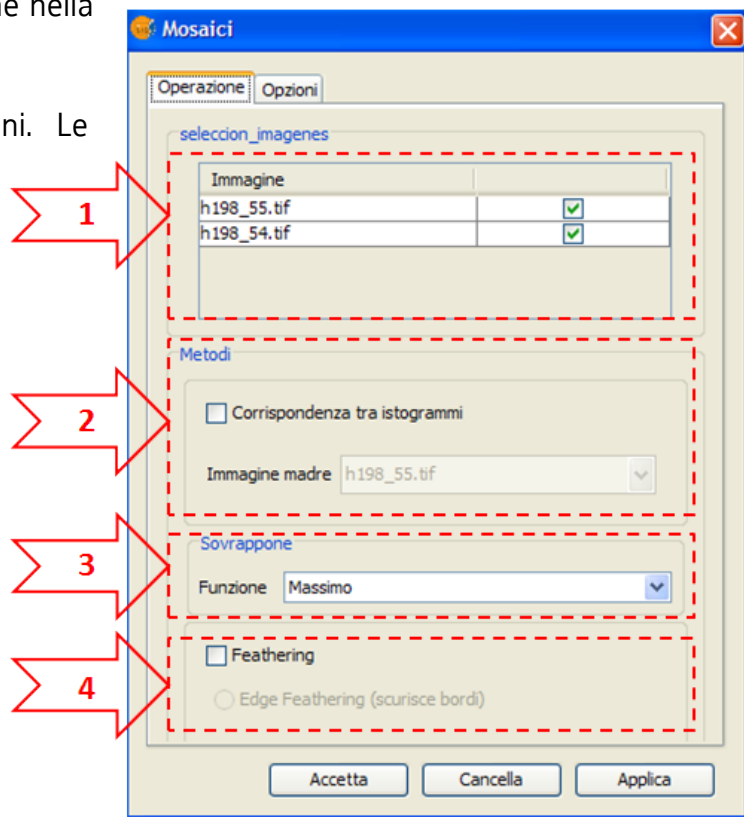 ne nella
ni. Le
Mosaici
Operazione Opzioni
seleccion_imagenes
Immagine
h198_55.tif
h198_54.tif
1
Metodi
Corrispondenza tra istogrammi
2
Immagine madre h198_55.tif
Sovrappone
3
Funzione Massimo
Feathering
4
Edge Feathering (scurisce bordi)
Accetta Cancella Applica